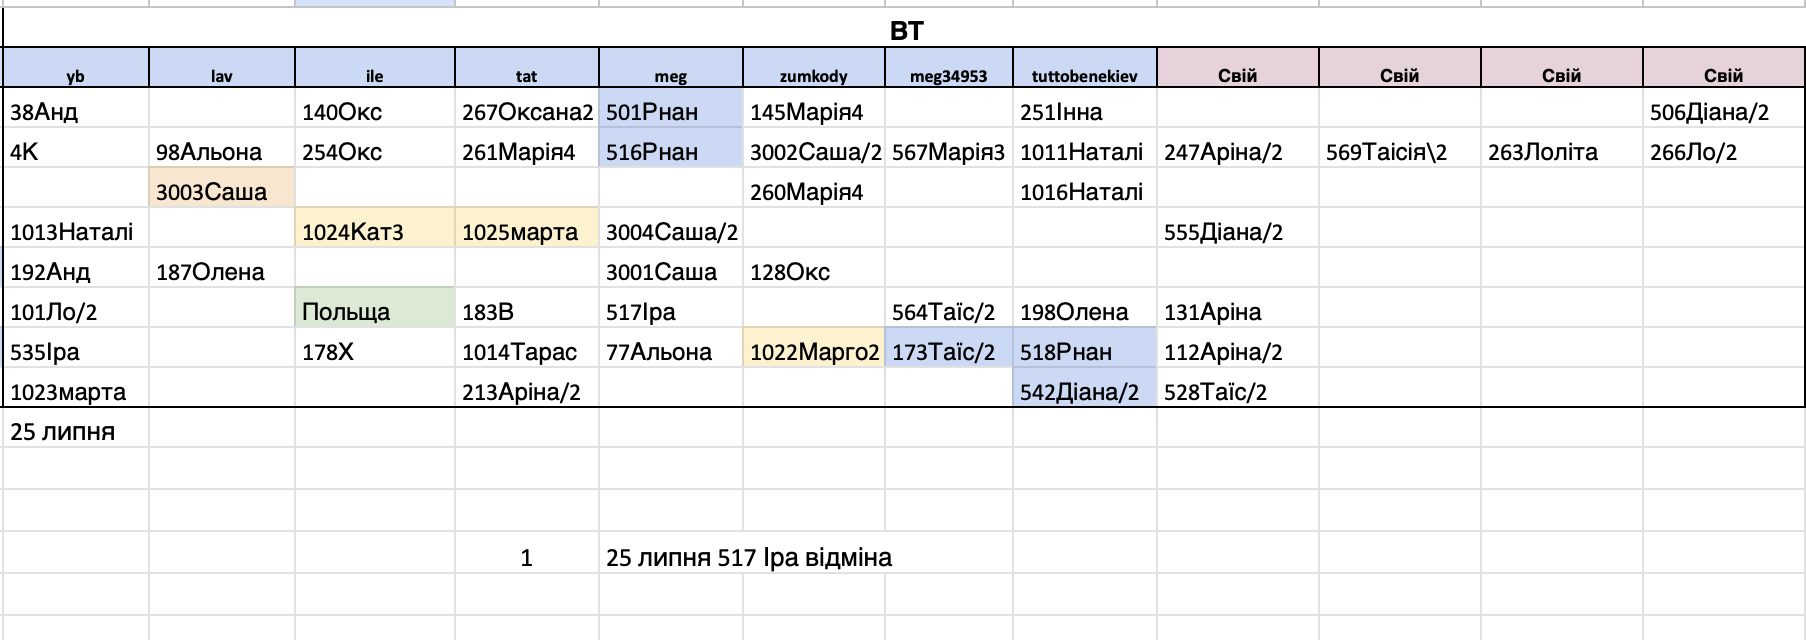 ВТ
yb lav ile tat meg zumkody meg34953 tuttobenekiev Свій Свій Свій Свій
38Анд 140Окс 267Оксана2 501Рнан 145Марія4 251Інна 506Діана/2
4К 98Альона 254Окс 261Марія4 516Рнан 3002Саша/2 567Марія3 1011Наталі 247Аріна/2 569Таісія\2 263Лоліта 266Ло/2
3003Саша 260Марія4 1016Наталі
1013Наталі 1024Кат3 1025марта 3004Саша/2 555Діана/2
192Анд 187Олена 3001Саша 128Окс
101Ло/2 Польща 183В 517Іра 564Таїс/2 198Олена 131Аріна
535Іра 178Х 1014Тарас 77Альона 1022Марго2 173Таїс/2 518Рнан 112Аріна/2
1023марта 213Аріна/2 542Діана/2 528Таїс/2
25 липня
1 25 липня 517 Іра відміна